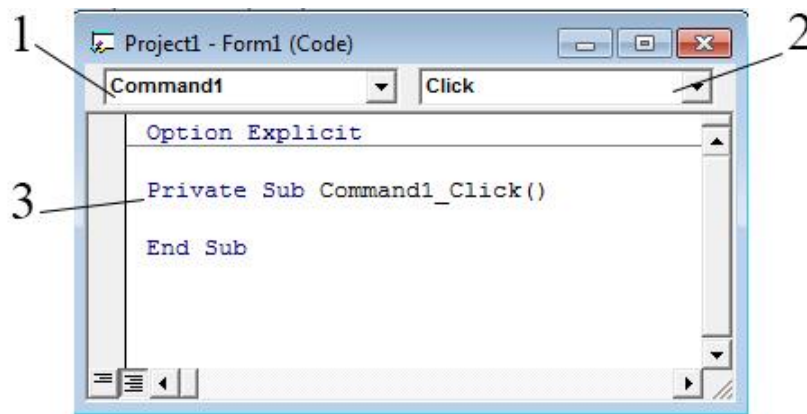 1
2
Project1 - Form1 (Code)
Command1 Click
Option Explicit
3
Private Sub Command1_Click()
End Sub